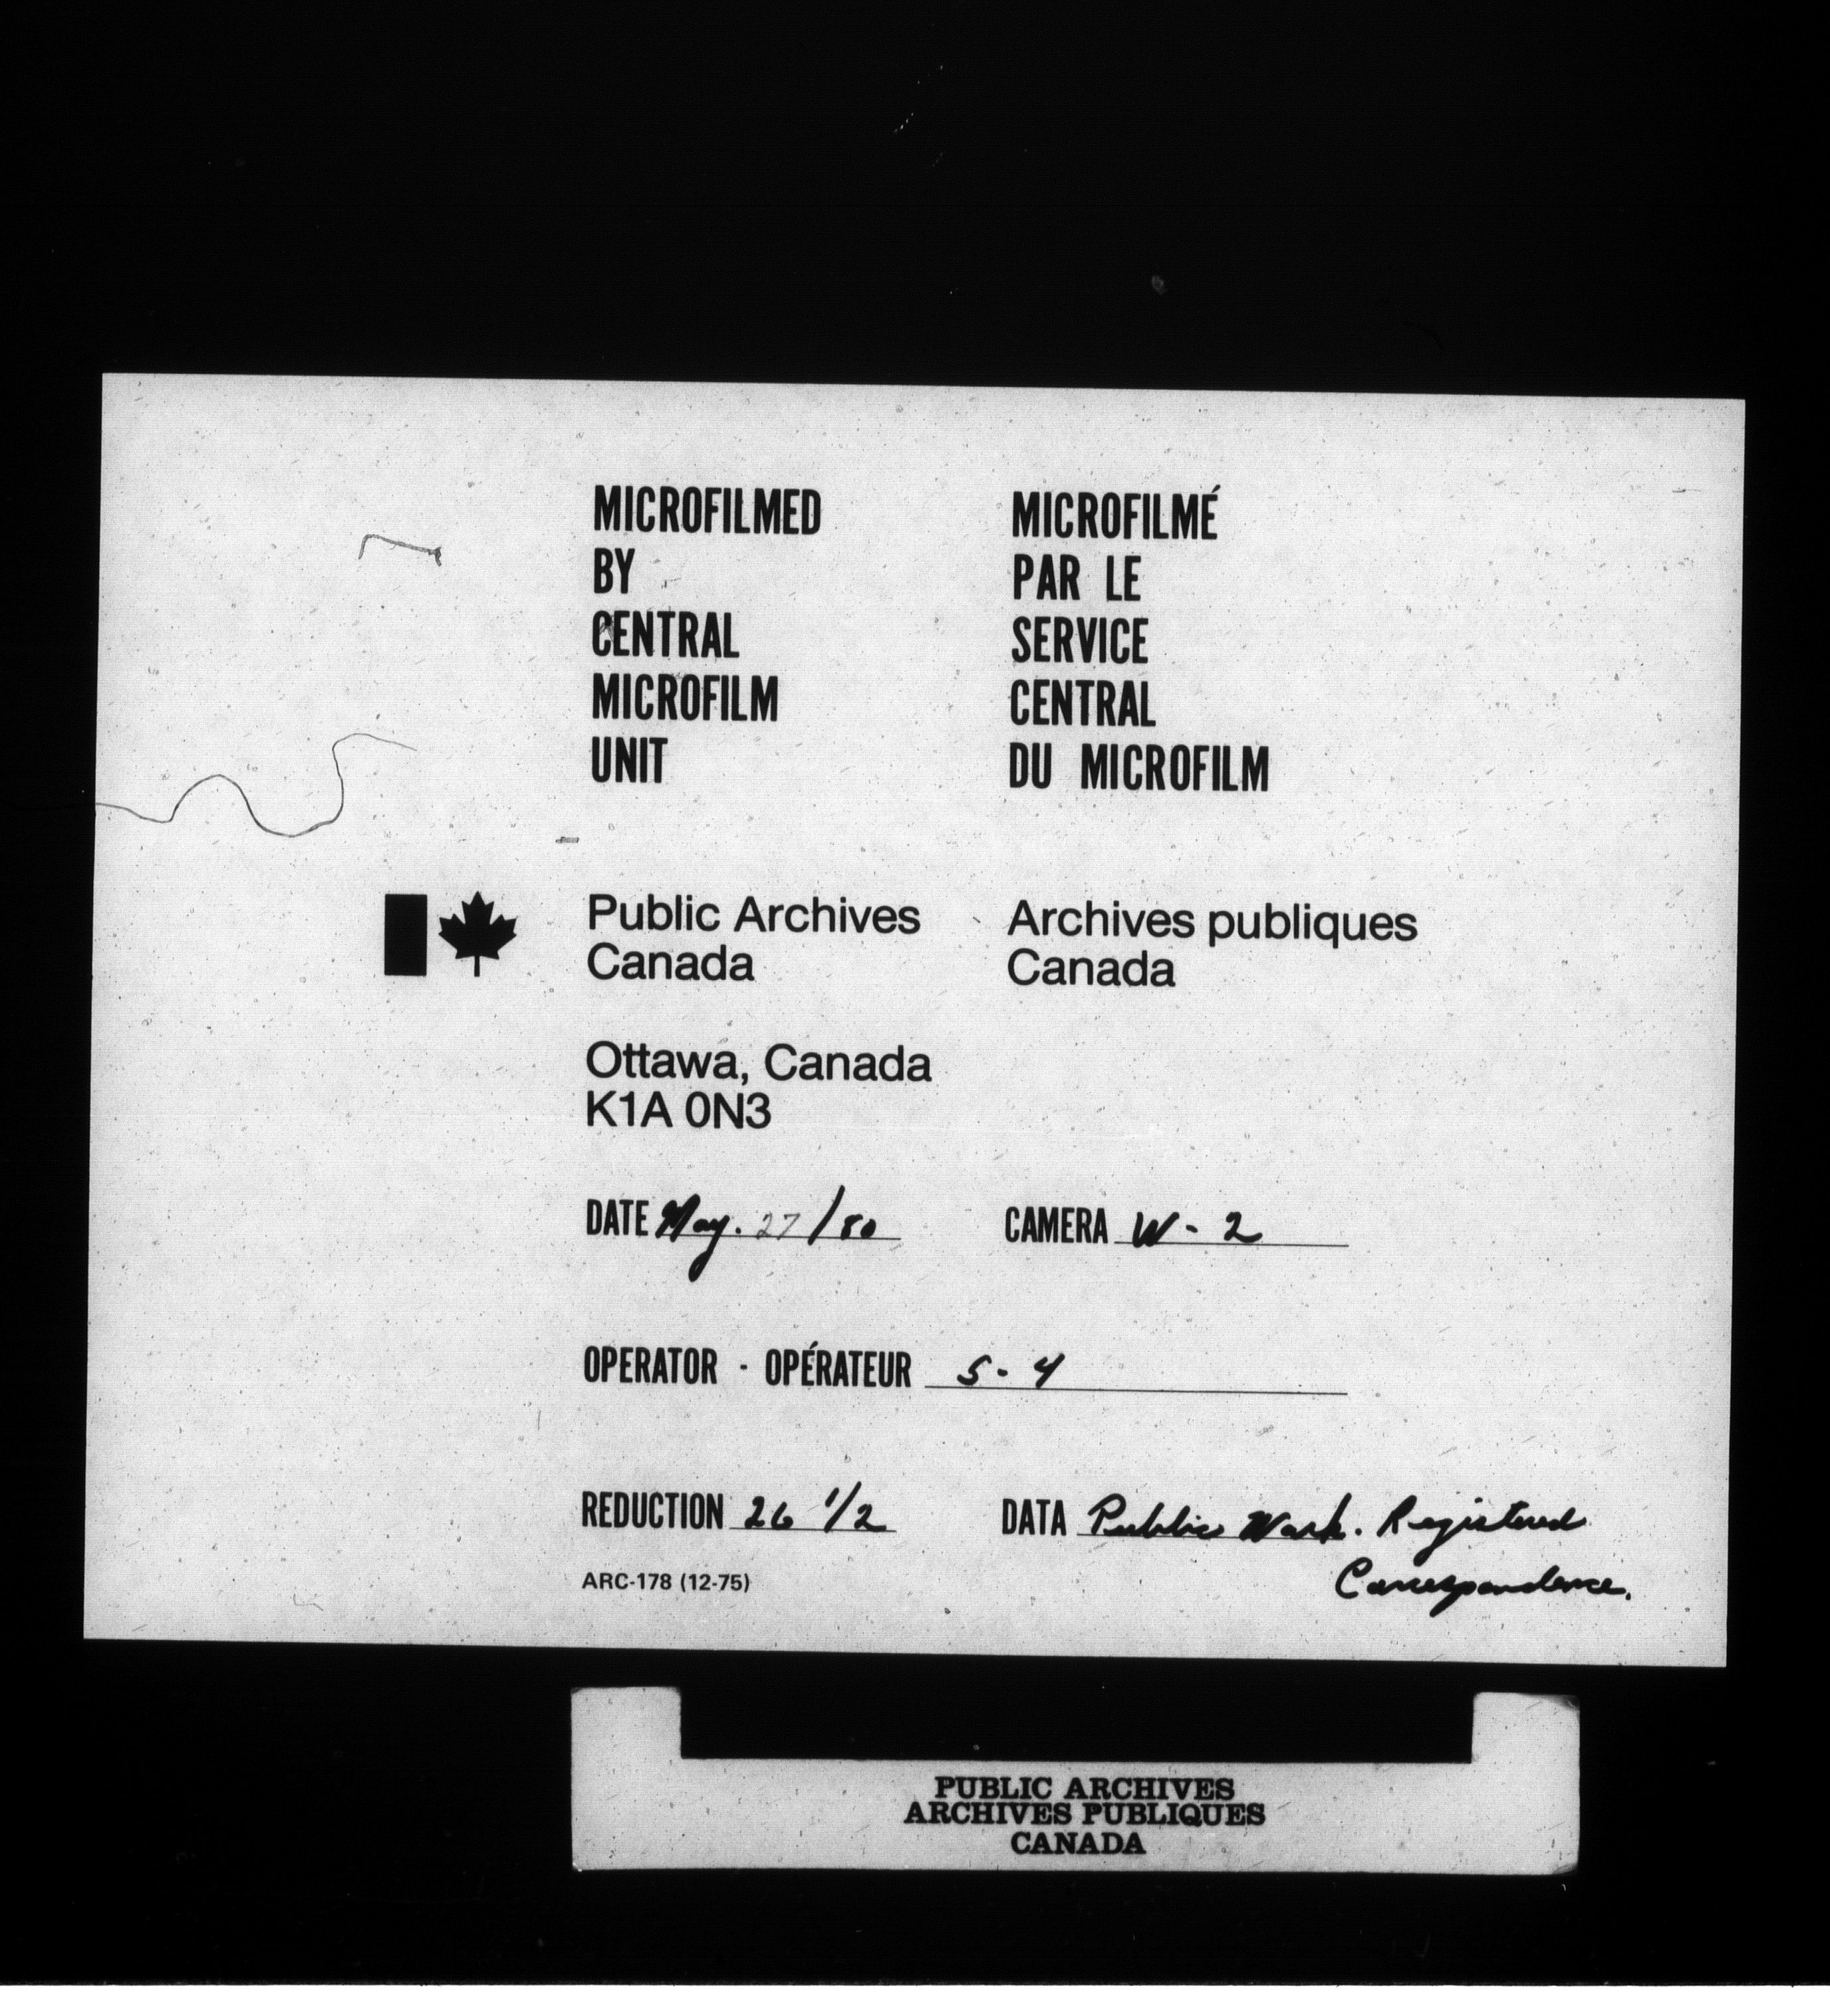 MICROFILMED
BY
CENTRAL
MICROFILM
UNIT
MICROFILMÉ
PAR LE
SERVICE
CENTRAL
DU MICROFILM
Public Archives
Canada
Archives publiques
Canada
Ottawa, Canada
K1A 0N3
DATE May. 27/80
CAMERA W - 2
OPERATOR - OPÉRATEUR S - 4
REDUCTION 26 1/2
DATA Public Work. Registered
Correspondence.
ARC-178 (12-75)
PUBLIC ARCHIVES
ARCHIVES PUBLIQUES
CANADA